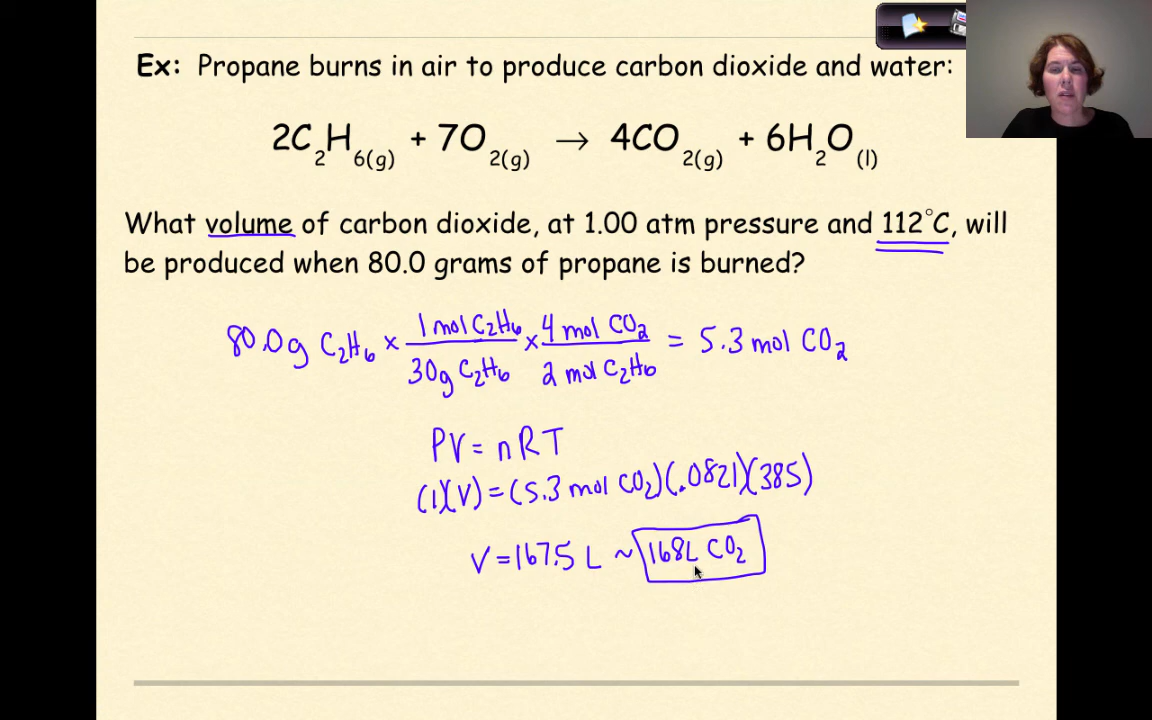 Ex: Propane burns in air to produce carbon dioxide and water:
2C₂H₆(g) + 7O₂(g) → 4CO₂(g) + 6H₂O(l)
What volume of carbon dioxide, at 1.00 atm pressure and 112°C, will
be produced when 80.0 grams of propane is burned?
80.0g C₂H₆ × 1 mol C₂H₆/30g C₂H₆ × 4 mol CO₂/2 mol C₂H₆ = 5.3 mol CO₂
PV = nRT
(1)(V) = (5.3 mol CO₂)(.0821)(385)
V = 167.5 L ~ 168L CO₂